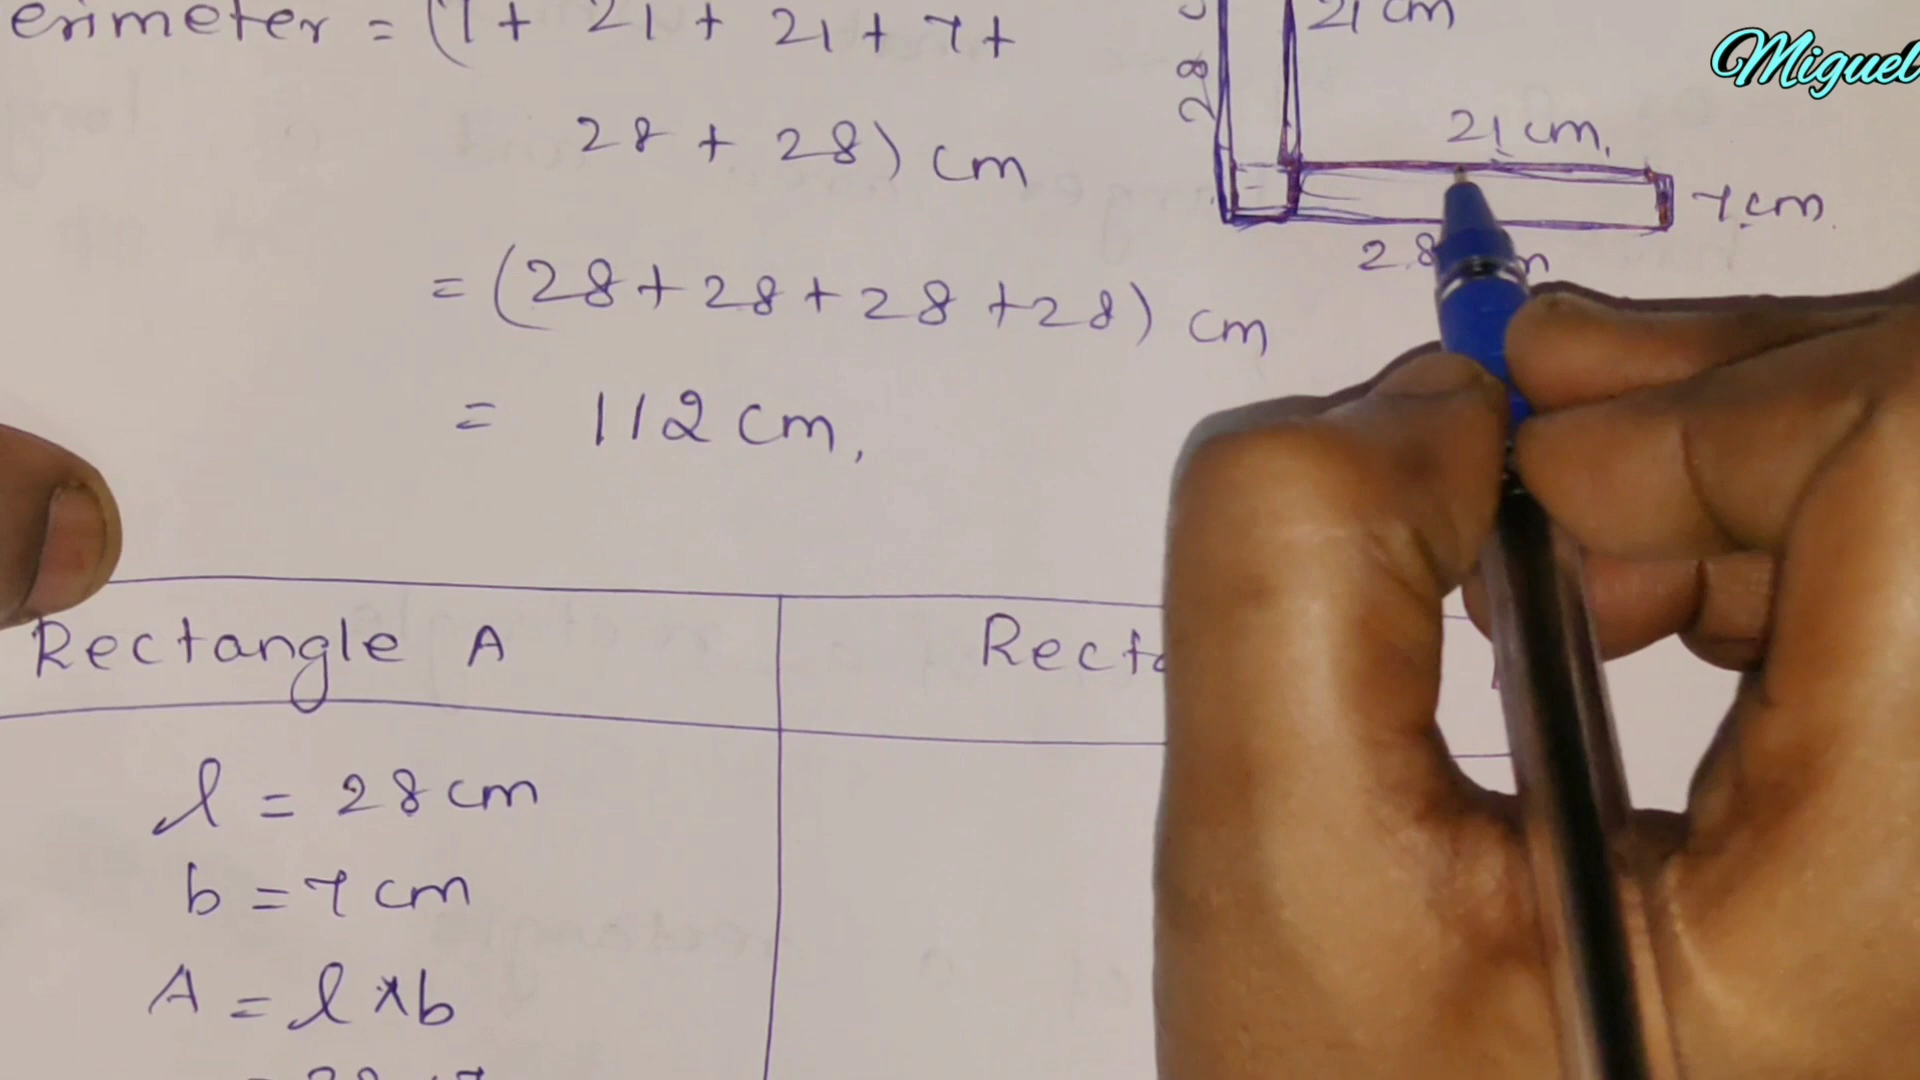 erimeter = (7 + 21 + 21 + 7 +
28 + 28) cm
= (28 + 28 + 28 + 28) cm
= 112 cm,
21 cm
28
21 cm,
7 cm
28
Miguel
Rectangle A
l = 28 cm
b = 7 cm
A = l × b